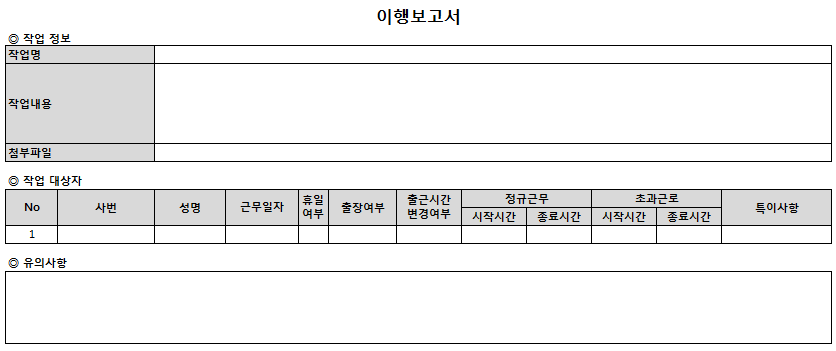 이행보고서
◎ 작업 정보
작업명
작업내용
첨부파일
◎ 작업 대상자
No 사번 성명 근무일자 휴일 여부 출장여부 출근시간 변경여부 정규근무 초과근로 특이사항
시작시간 종료시간 시작시간 종료시간
1
◎ 유의사항